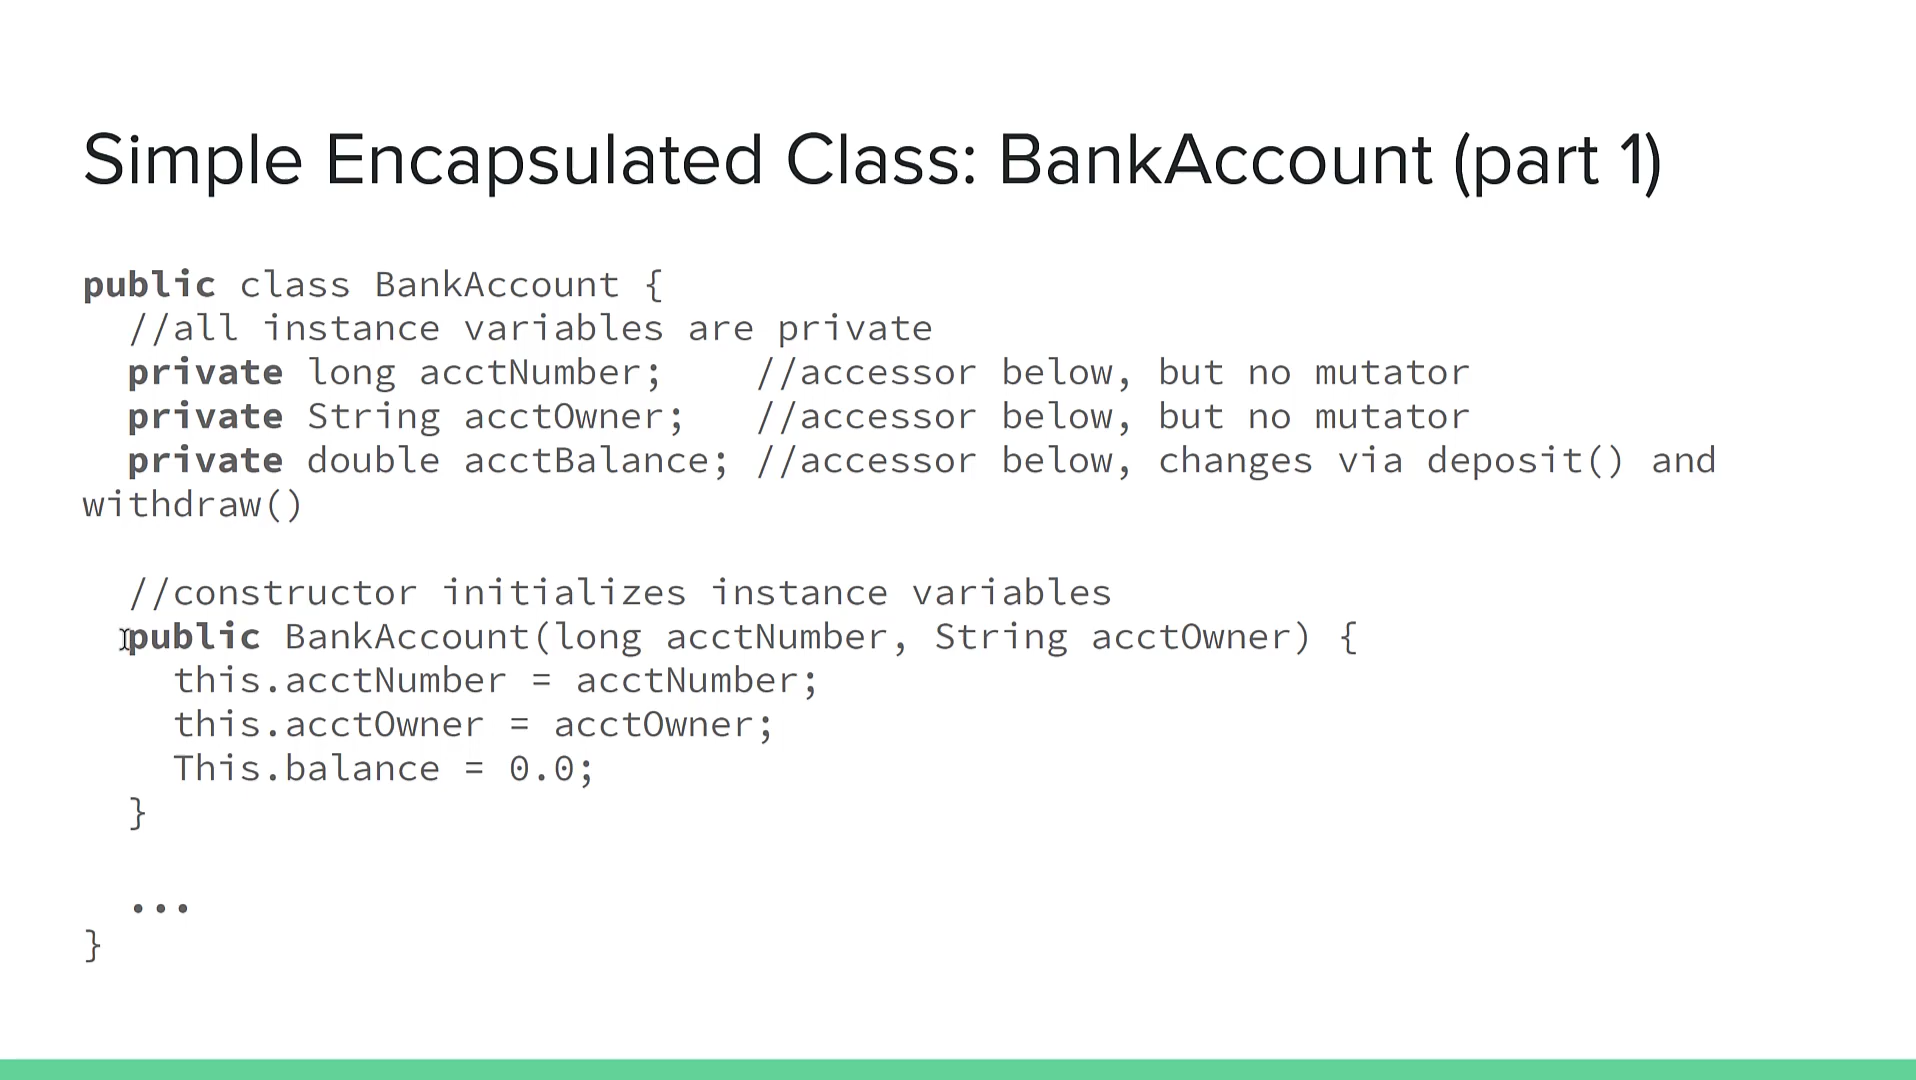 Simple Encapsulated Class: BankAccount (part 1)
public class BankAccount {
  //all instance variables are private
  private long acctNumber;    //accessor below, but no mutator
  private String acctOwner;   //accessor below, but no mutator
  private double acctBalance; //accessor below, changes via deposit() and
withdraw()
  //constructor initializes instance variables
  public BankAccount(long acctNumber, String acctOwner) {
    this.acctNumber = acctNumber;
    this.acctOwner = acctOwner;
    This.balance = 0.0;
  }
  ...
}